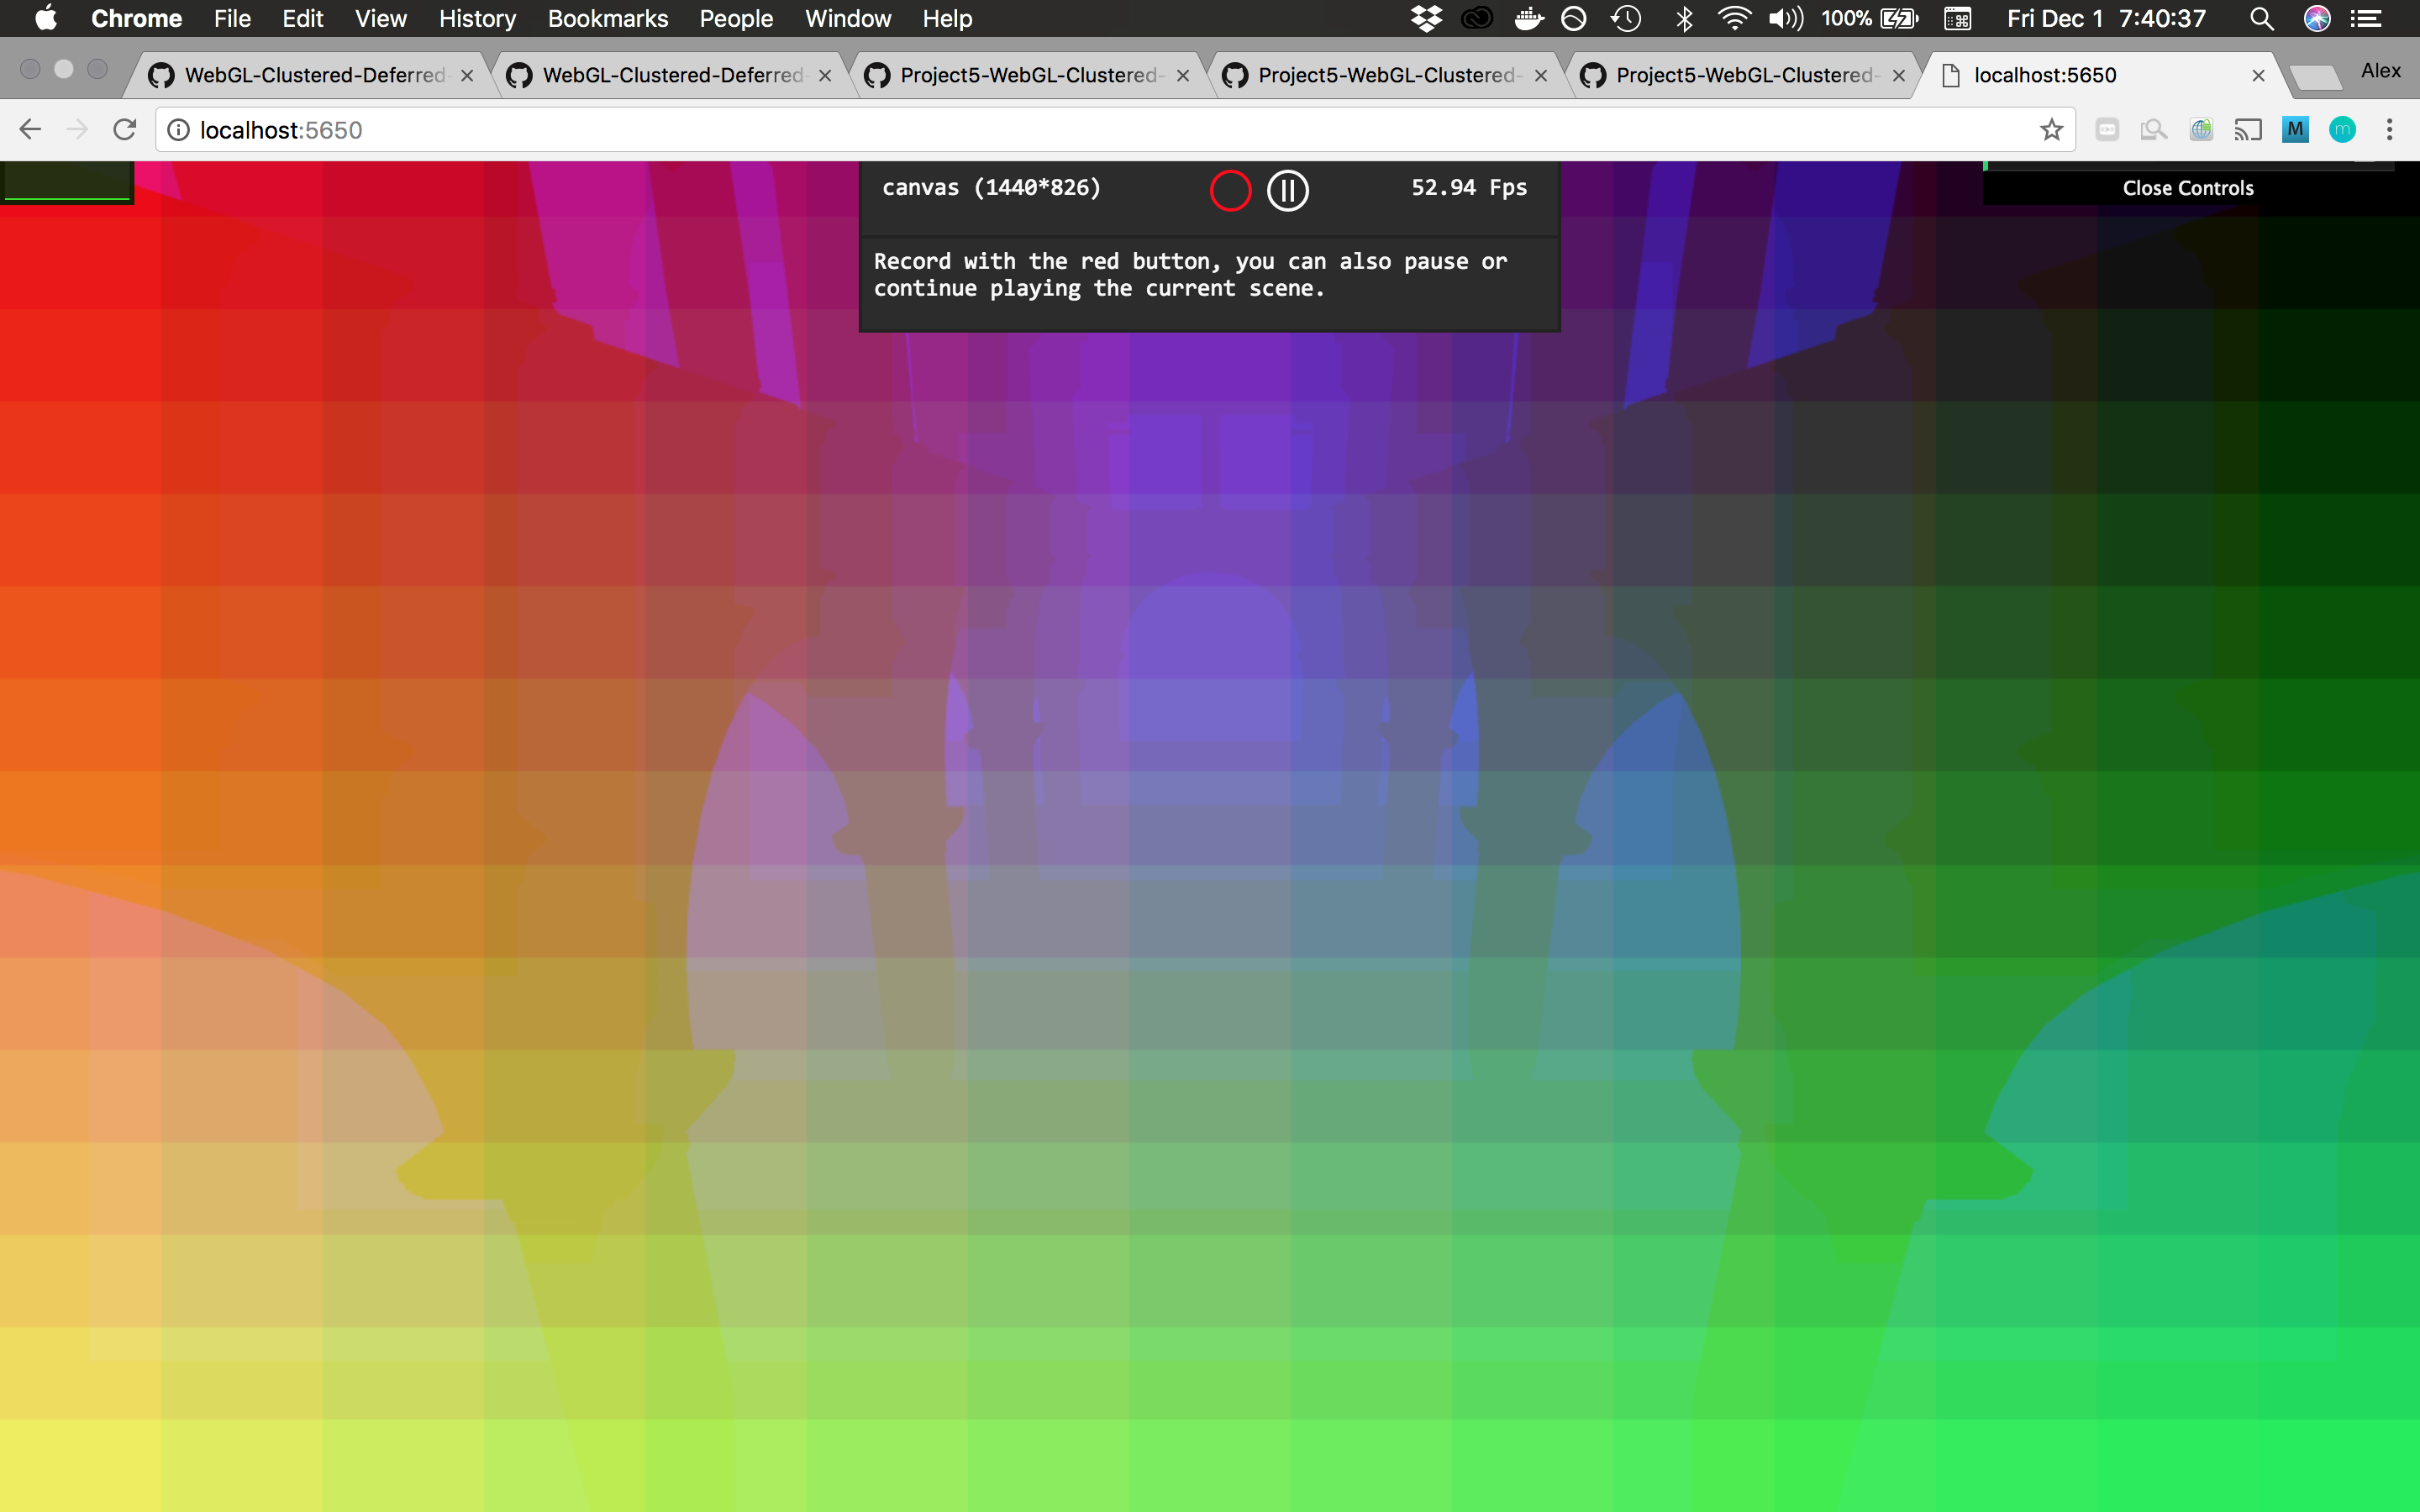 Chrome File Edit View History Bookmarks People Window Help 100% Fri Dec 1 7:40:37
WebGL-Clustered-Deferred- WebGL-Clustered-Deferred- Project5-WebGL-Clustered- Project5-WebGL-Clustered- Project5-WebGL-Clustered- localhost:5650 Alex
localhost:5650 M m
canvas (1440*826) 52.94 Fps Close Controls
Record with the red button, you can also pause or
continue playing the current scene.